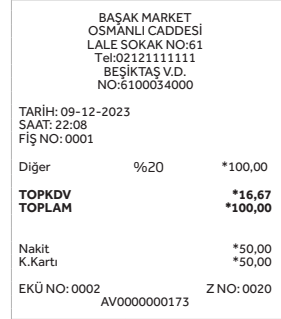 BAŞAK MARKET
OSMANLI CADDESİ
LALE SOKAK NO:61
Tel:02121111111
BEŞİKTAŞ V.D.
NO:6100034000
TARİH: 09-12-2023
SAAT: 22:08
FİŞ NO: 0001
Diğer %20 *100,00
TOPKDV *16,67
TOPLAM *100,00
Nakit *50,00
K.Kartı *50,00
EKÜ NO: 0002 Z NO: 0020
AV0000000173